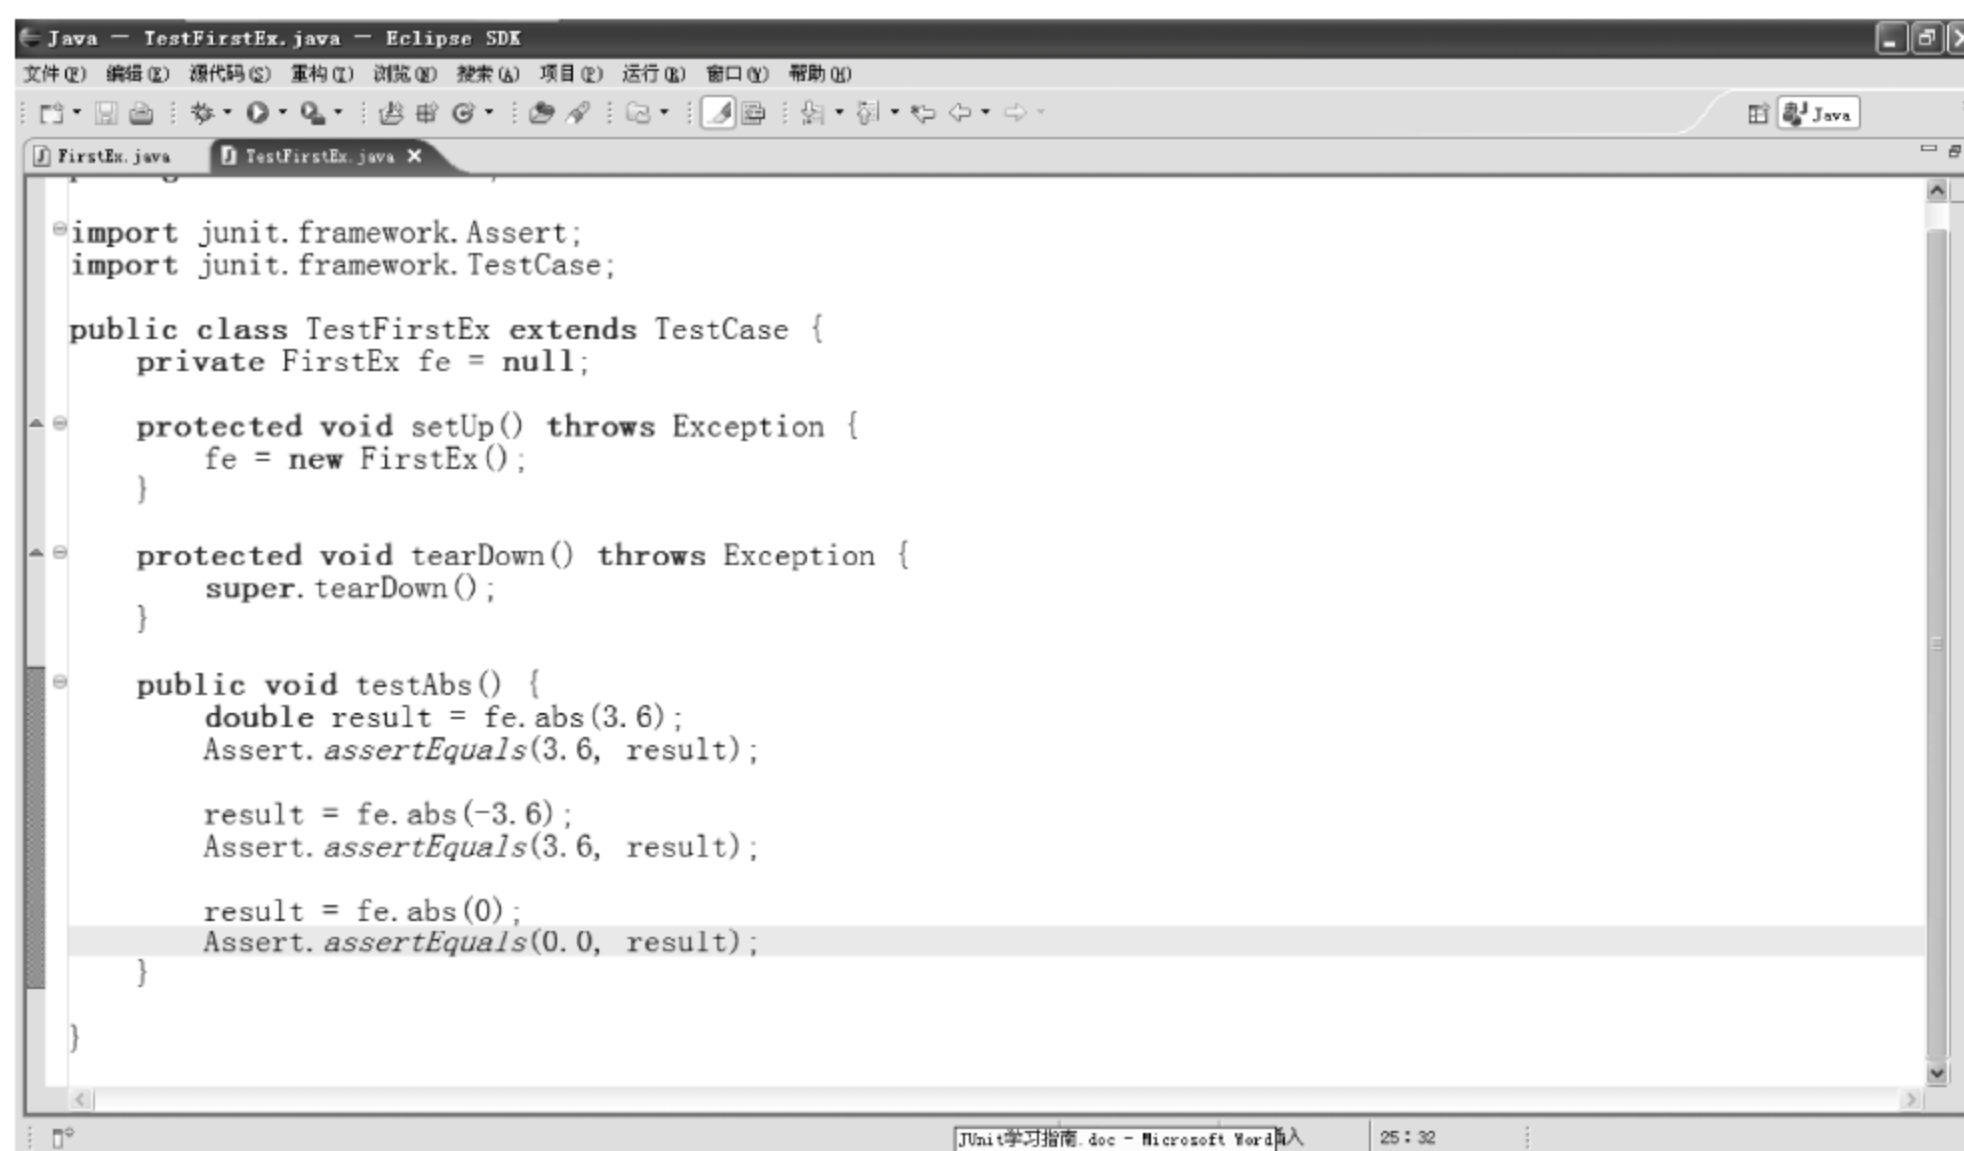 Java - TestFirstEx.java - Eclipse SDK
文件(F) 编辑(E) 源代码(S) 重构(T) 浏览(N) 搜索(A) 项目(P) 运行(R) 窗口(W) 帮助(H)
Java
FirstEx.java TestFirstEx.java
import junit.framework.Assert;
import junit.framework.TestCase;
public class TestFirstEx extends TestCase {
private FirstEx fe = null;
protected void setUp() throws Exception {
fe = new FirstEx();
}
protected void tearDown() throws Exception {
super.tearDown();
}
public void testAbs() {
double result = fe.abs(3.6);
Assert.assertEquals(3.6, result);
result = fe.abs(-3.6);
Assert.assertEquals(3.6, result);
result = fe.abs(0);
Assert.assertEquals(0.0, result);
}
}
JUnit学习指南.doc - Microsoft Word 入 25:32